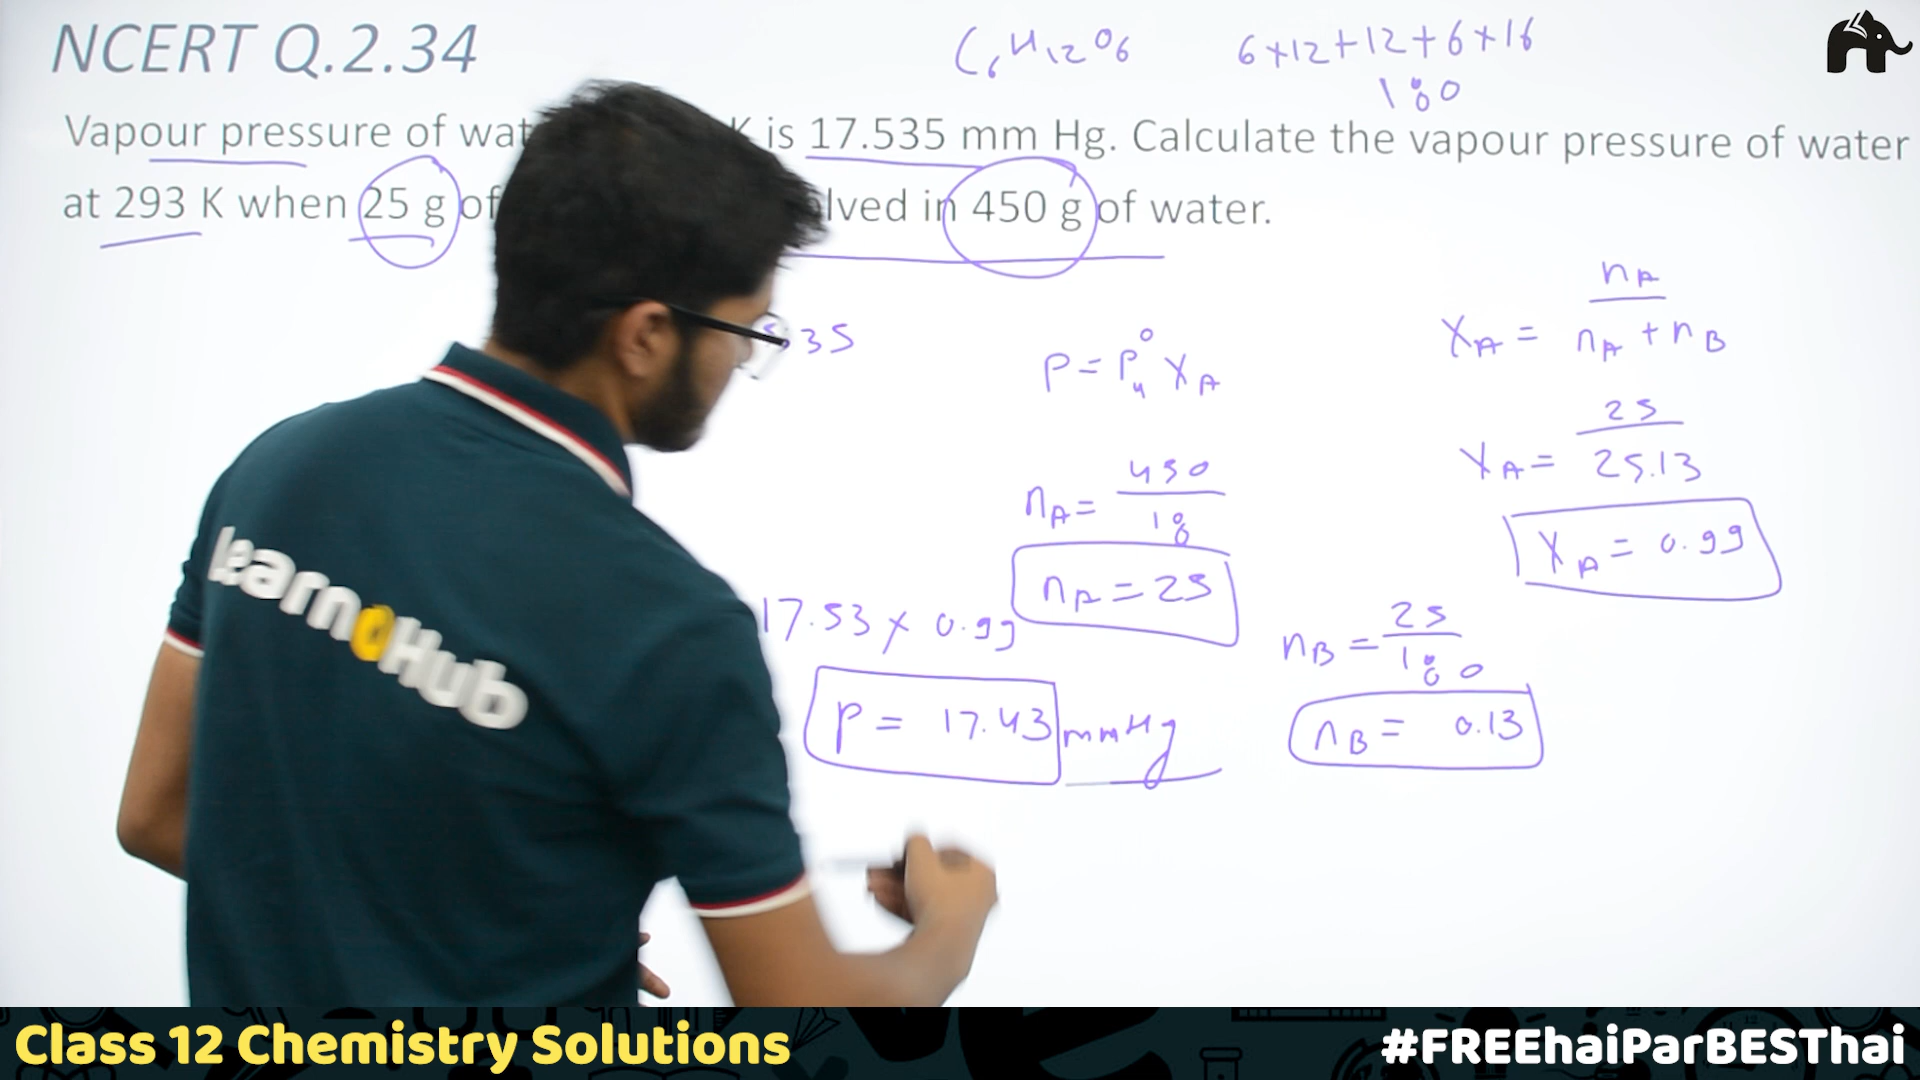 NCERT Q.2.34
C6H12O6
6×12+12+6×16
180
Vapour pressure of wat K is 17.535 mm Hg. Calculate the vapour pressure of water
at 293 K when 25 g of lved in 450 g of water.
535
P = P°A XA
XA = nA / nA + nB
XA = 25 / 25.13
XA = 0.99
nA = 450 / 18
nA = 25
17.53 × 0.99
nB = 25 / 180
nB = 0.13
P = 17.43 mmHg
learnoHub
Class 12 Chemistry Solutions
#FREEhaiParBESThai